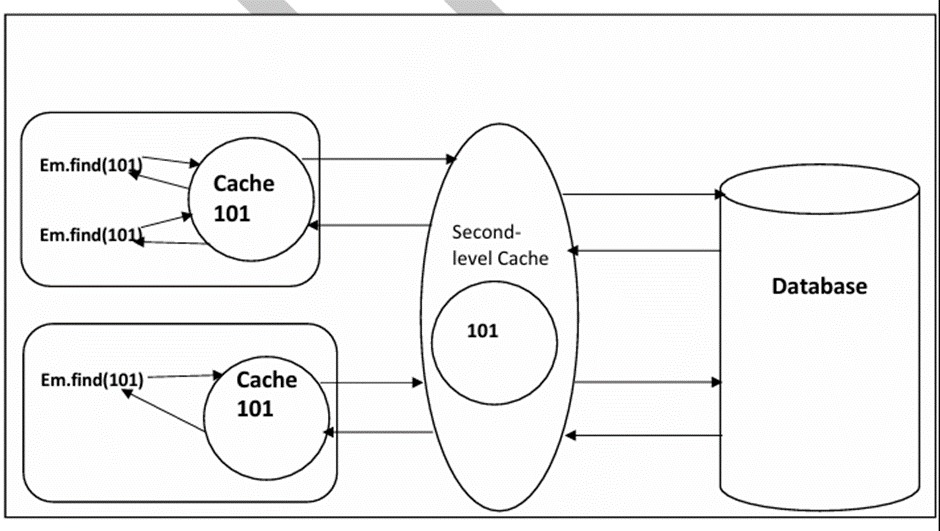 Em.find(101)
Cache
101
Em.find(101)
Second-
level Cache
101
Database
Em.find(101)
Cache
101